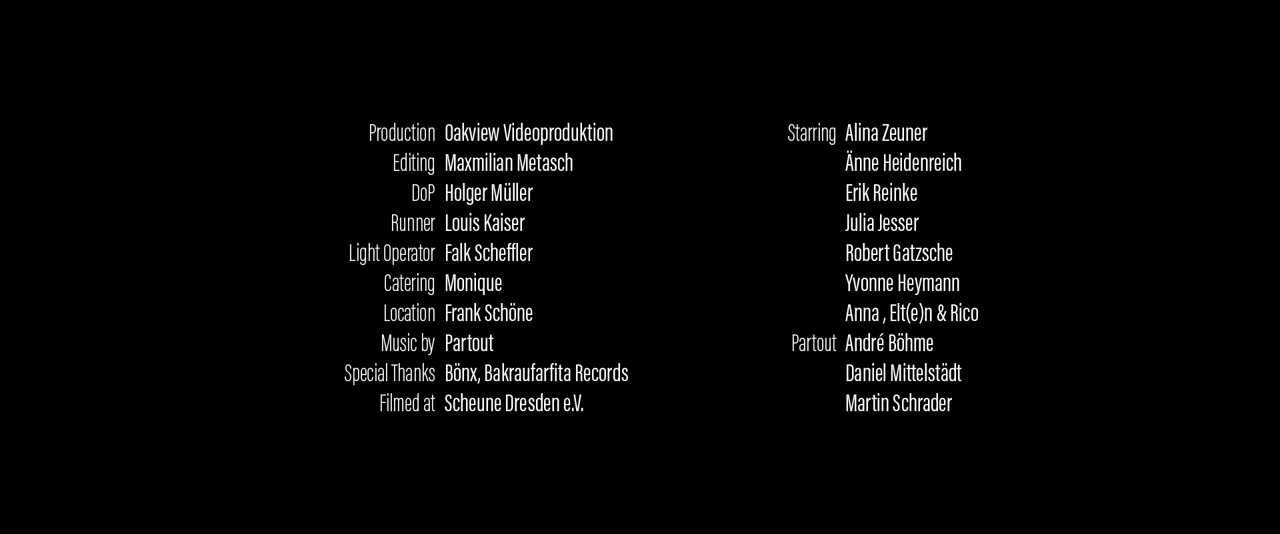 Production Oakview Videoproduktion
Editing Maxmilian Metasch
DoP Holger Müller
Runner Louis Kaiser
Light Operator Falk Scheffler
Catering Monique
Location Frank Schöne
Music by Partout
Special Thanks Bönx, Bakraufarfita Records
Filmed at Scheune Dresden e.V.
Starring Alina Zeuner
Änne Heidenreich
Erik Reinke
Julia Jesser
Robert Gatzsche
Yvonne Heymann
Anna , Elt(e)n & Rico
Partout André Böhme
Daniel Mittelstädt
Martin Schrader